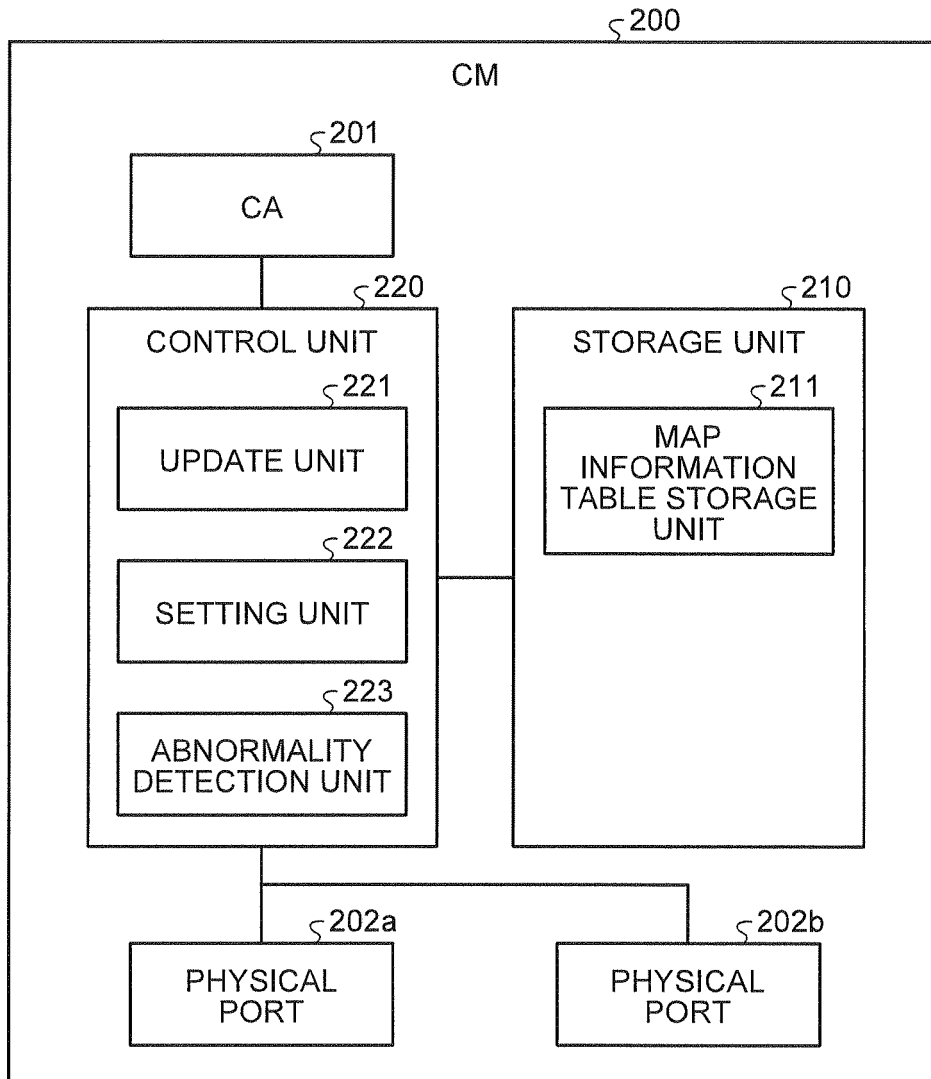 200
CM
201
CA
220
CONTROL UNIT
210
STORAGE UNIT
221
UPDATE UNIT
211
MAP
INFORMATION
TABLE STORAGE
UNIT
222
SETTING UNIT
223
ABNORMALITY
DETECTION UNIT
202a
PHYSICAL
PORT
202b
PHYSICAL
PORT